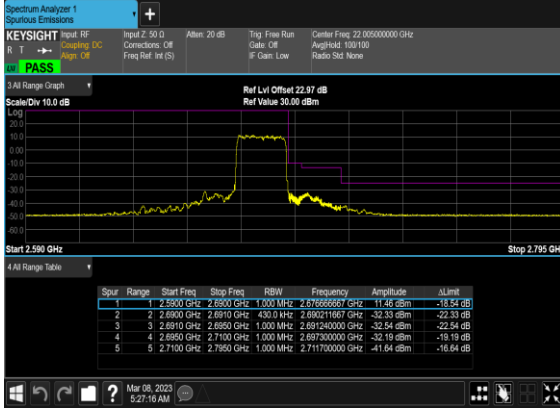 Spectrum Analyzer 1
Spurious Emissions
+
KEYSIGHT Input: RF Input Z: 50 Ω Atten: 20 dB Trig: Free Run Center Freq: 22.005000000 GHz
R T Coupling: DC Corrections: Off Gate: Off Avg|Hold: 100/100
Align: Off Freq Ref: Int (S) IF Gain: Low Radio Std: None
LXI PASS
3 All Range Graph
Ref Lvl Offset 22.97 dB
Scale/Div 10.0 dB Ref Value 30.00 dBm
Log
20.0
10.0
0.00
-10.0
-20.0
-30.0
-40.0
-50.0
-60.0
Start 2.590 GHz Stop 2.795 GH
4 All Range Table
Spur Range Start Freq Stop Freq RBW Frequency Amplitude ΔLimit
1 1 2.5900 GHz 2.6900 GHz 1.000 MHz 2.676666667 GHz 11.46 dBm -18.54 dB
2 2 2.6900 GHz 2.6910 GHz 430.0 kHz 2.690211667 GHz -32.33 dBm -22.33 dB
3 3 2.6910 GHz 2.6950 GHz 1.000 MHz 2.691240000 GHz -32.54 dBm -22.54 dB
4 4 2.6950 GHz 2.7100 GHz 1.000 MHz 2.697300000 GHz -32.19 dBm -19.19 dB
5 5 2.7100 GHz 2.7950 GHz 1.000 MHz 2.711700000 GHz -41.64 dBm -16.64 dB
? Mar 08, 2023
5:27:16 AM